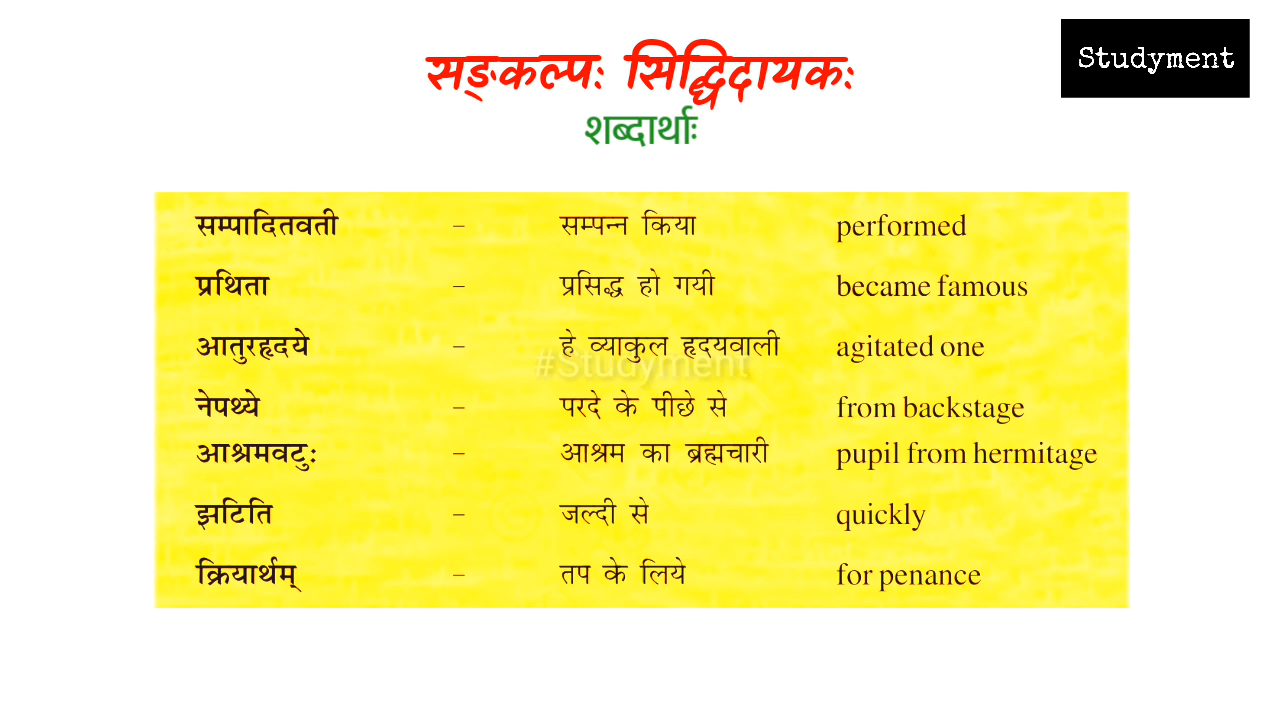 Studyment
सङ्कल्पः सिद्धिदायकः
शब्दार्थाः
सम्पादितवती – सम्पन्न किया performed
प्रथिता – प्रसिद्ध हो गयी became famous
आतुरहृदये – हे व्याकुल हृदयवाली agitated one
#Studyment
नेपथ्ये – परदे के पीछे से from backstage
आश्रमवटुः – आश्रम का ब्रह्मचारी pupil from hermitage
झटिति – जल्दी से quickly
क्रियार्थम् – तप के लिये for penance